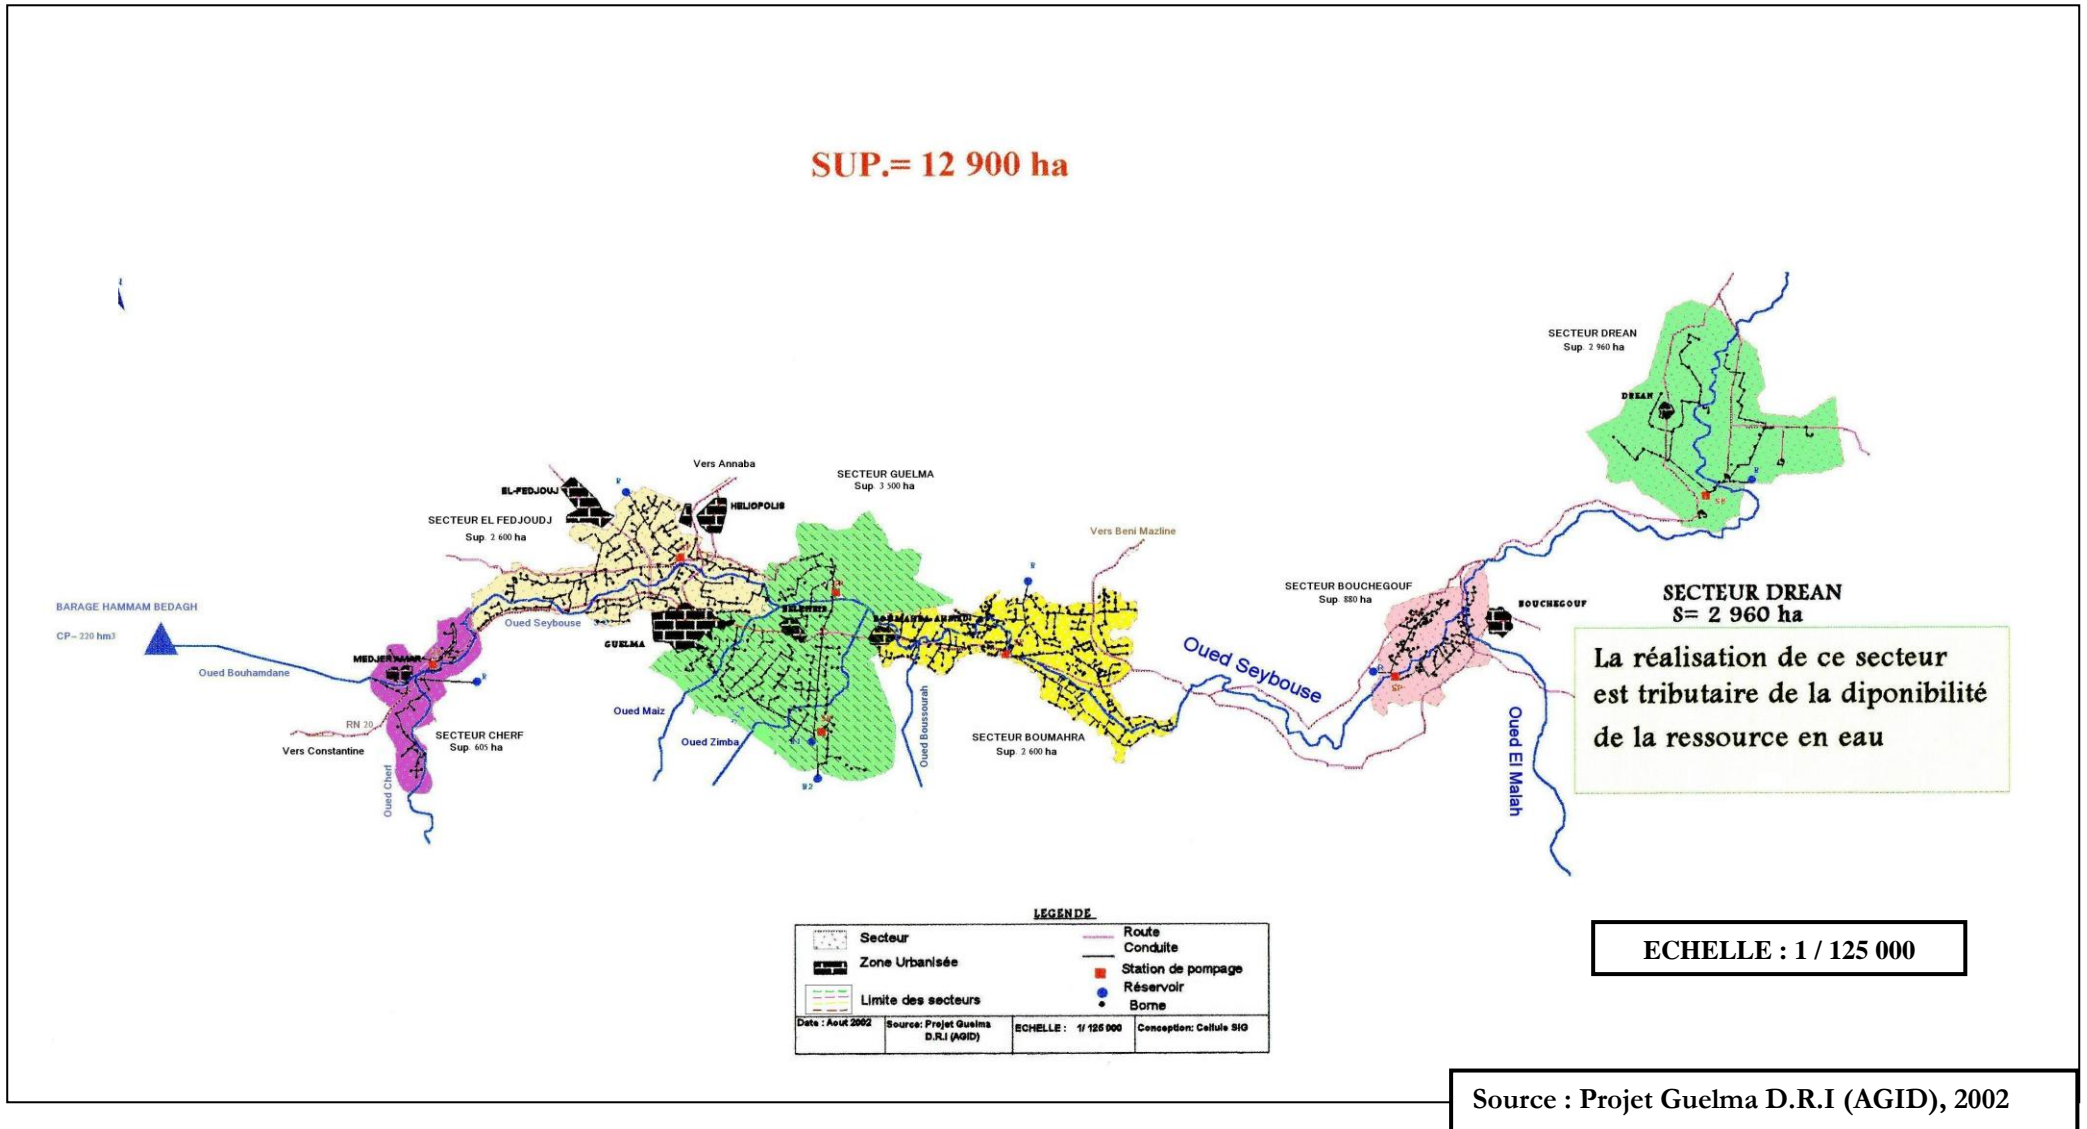 SUP.= 12 900 ha
SECTEUR DREAN
Sup. 2 960 ha
DREAN
R
SP
Vers Annaba
SECTEUR GUELMA
Sup. 3 500 ha
EL-FEDJOUJ
R
HELIOPOLIS
SECTEUR EL FEDJOUDJ
Sup. 2 600 ha
Vers Beni Mazline
R
SECTEUR BOUCHEGOUF
Sup. 880 ha
SECTEUR DREAN
S= 2 960 ha
BOUCHEGOUF
BARAGE HAMMAM BEDAGH
CP– 220 hm3
Oued Seybouse
GUELMA
MEDJER AMAR
Oued Bouhamdane
R
Oued Seybouse
La réalisation de ce secteur
est tributaire de la diponibilité
de la ressource en eau
RN 20
Vers Constantine
SECTEUR CHERF
Sup. 605 ha
Oued Cherf
Oued Maiz
Oued Zimba
R2
Oued Boussourah
SECTEUR BOUMAHRA
Sup. 2 600 ha
Oued El Malah
LEGENDE
Secteur
Zone Urbanisée
Limite des secteurs
Route
Conduite
Station de pompage
Réservoir
Borne
Date : Aout 2002
Source: Projet Guelma
D.R.I (AGID)
ECHELLE : 1/ 125 000
Conception: Cellule SIG
ECHELLE : 1 / 125 000
Source : Projet Guelma D.R.I (AGID), 2002